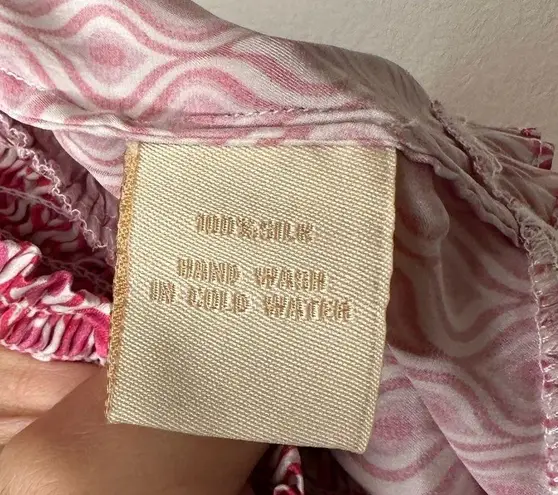 100%SILK
HAND WASH
IN COLD WATER